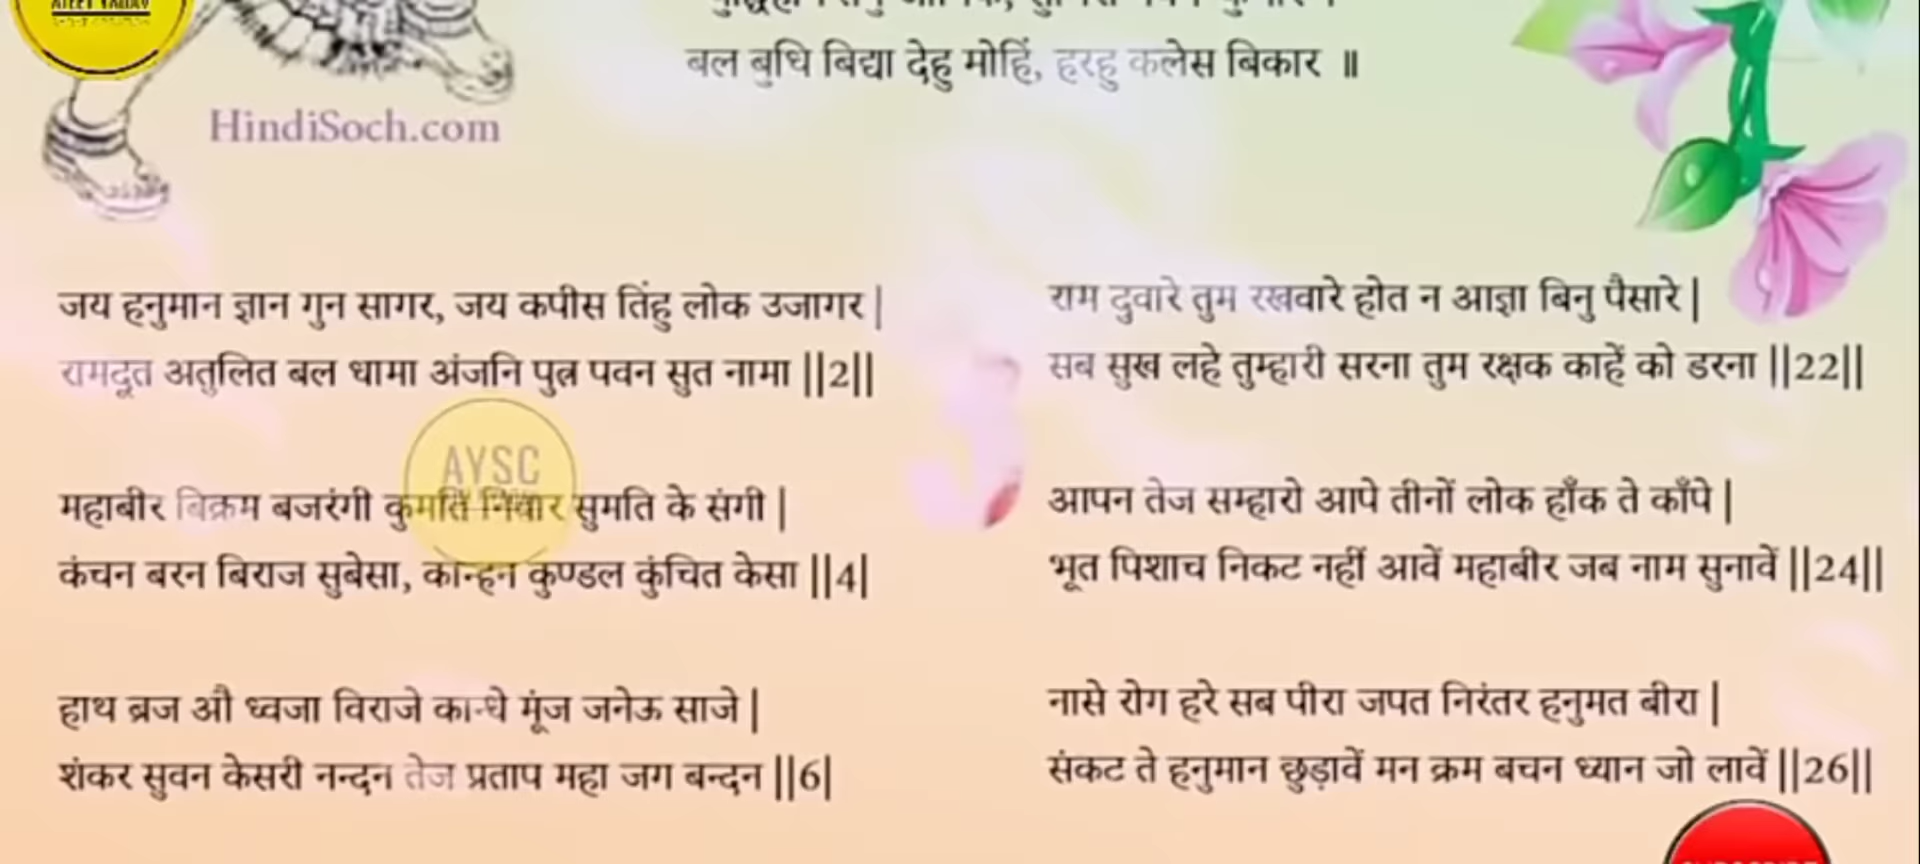 बल बुधि बिद्या देहु मोहिं, हरहु कलेस बिकार ॥
HindiSoch.com
जय हनुमान ज्ञान गुन सागर, जय कपीस तिंहु लोक उजागर |
रामदूत अतुलित बल धामा अंजनि पुत्र पवन सुत नामा ||2||
AYSC
महाबीर बिक्रम बजरंगी कुमति निवार सुमति के संगी |
कंचन बरन बिराज सुबेसा, कान्हन कुण्डल कुंचित केसा ||4|
हाथ ब्रज औ ध्वजा विराजे कान्धे मूंज जनेऊ साजे |
शंकर सुवन केसरी नन्दन तेज प्रताप महा जग बन्दन ||6|
राम दुवारे तुम रखवारे होत न आज्ञा बिनु पैसारे |
सब सुख लहे तुम्हारी सरना तुम रक्षक काहें को डरना ||22||
आपन तेज सम्हारो आपे तीनों लोक हाँक ते काँपे |
भूत पिशाच निकट नहीं आवें महाबीर जब नाम सुनावें ||24||
नासे रोग हरे सब पीरा जपत निरंतर हनुमत बीरा |
संकट ते हनुमान छुड़ावें मन क्रम बचन ध्यान जो लावें ||26||